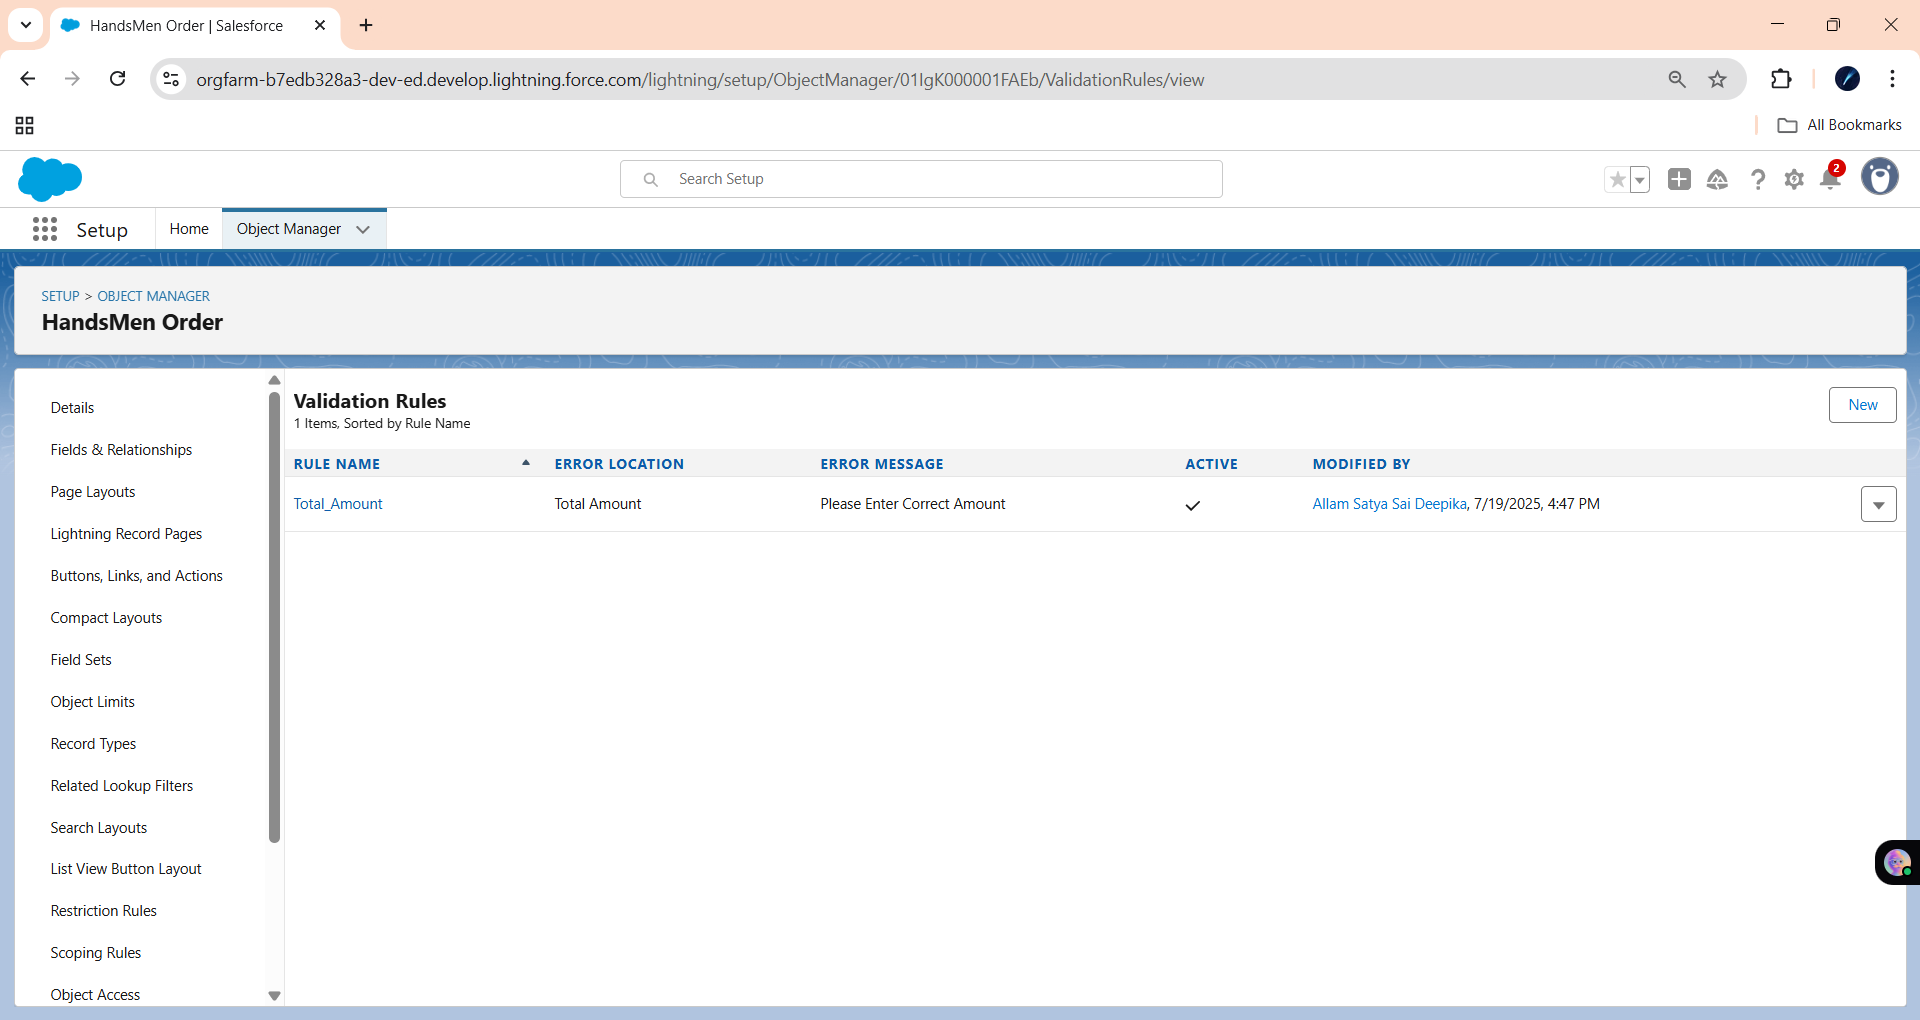 HandsMen Order | Salesforce
orgfarm-b7edb328a3-dev-ed.develop.lightning.force.com/lightning/setup/ObjectManager/01IgK000001FAEb/ValidationRules/view
All Bookmarks
Search Setup
2
Setup
Home
Object Manager
SETUP > OBJECT MANAGER
HandsMen Order
Details
Fields & Relationships
Page Layouts
Lightning Record Pages
Buttons, Links, and Actions
Compact Layouts
Field Sets
Object Limits
Record Types
Related Lookup Filters
Search Layouts
List View Button Layout
Restriction Rules
Scoping Rules
Object Access
Validation Rules
1 Items, Sorted by Rule Name
New
RULE NAME ERROR LOCATION ERROR MESSAGE ACTIVE MODIFIED BY
Total_Amount Total Amount Please Enter Correct Amount Allam Satya Sai Deepika, 7/19/2025, 4:47 PM